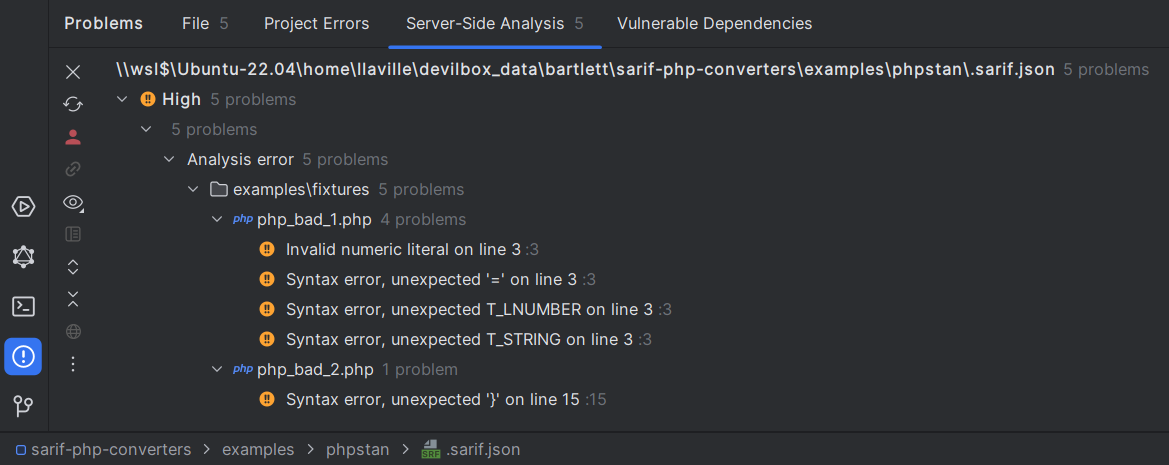 Problems File 5 Project Errors Server-Side Analysis 5 Vulnerable Dependencies
\\wsl$\Ubuntu-22.04\home\llaville\devilbox_data\bartlett\sarif-php-converters\examples\phpstan\.sarif.json 5 problems
High 5 problems
5 problems
Analysis error 5 problems
examples\fixtures 5 problems
php php_bad_1.php 4 problems
Invalid numeric literal on line 3 :3
Syntax error, unexpected '=' on line 3 :3
Syntax error, unexpected T_LNUMBER on line 3 :3
Syntax error, unexpected T_STRING on line 3 :3
php php_bad_2.php 1 problem
Syntax error, unexpected '}' on line 15 :15
sarif-php-converters > examples > phpstan > SRF .sarif.json